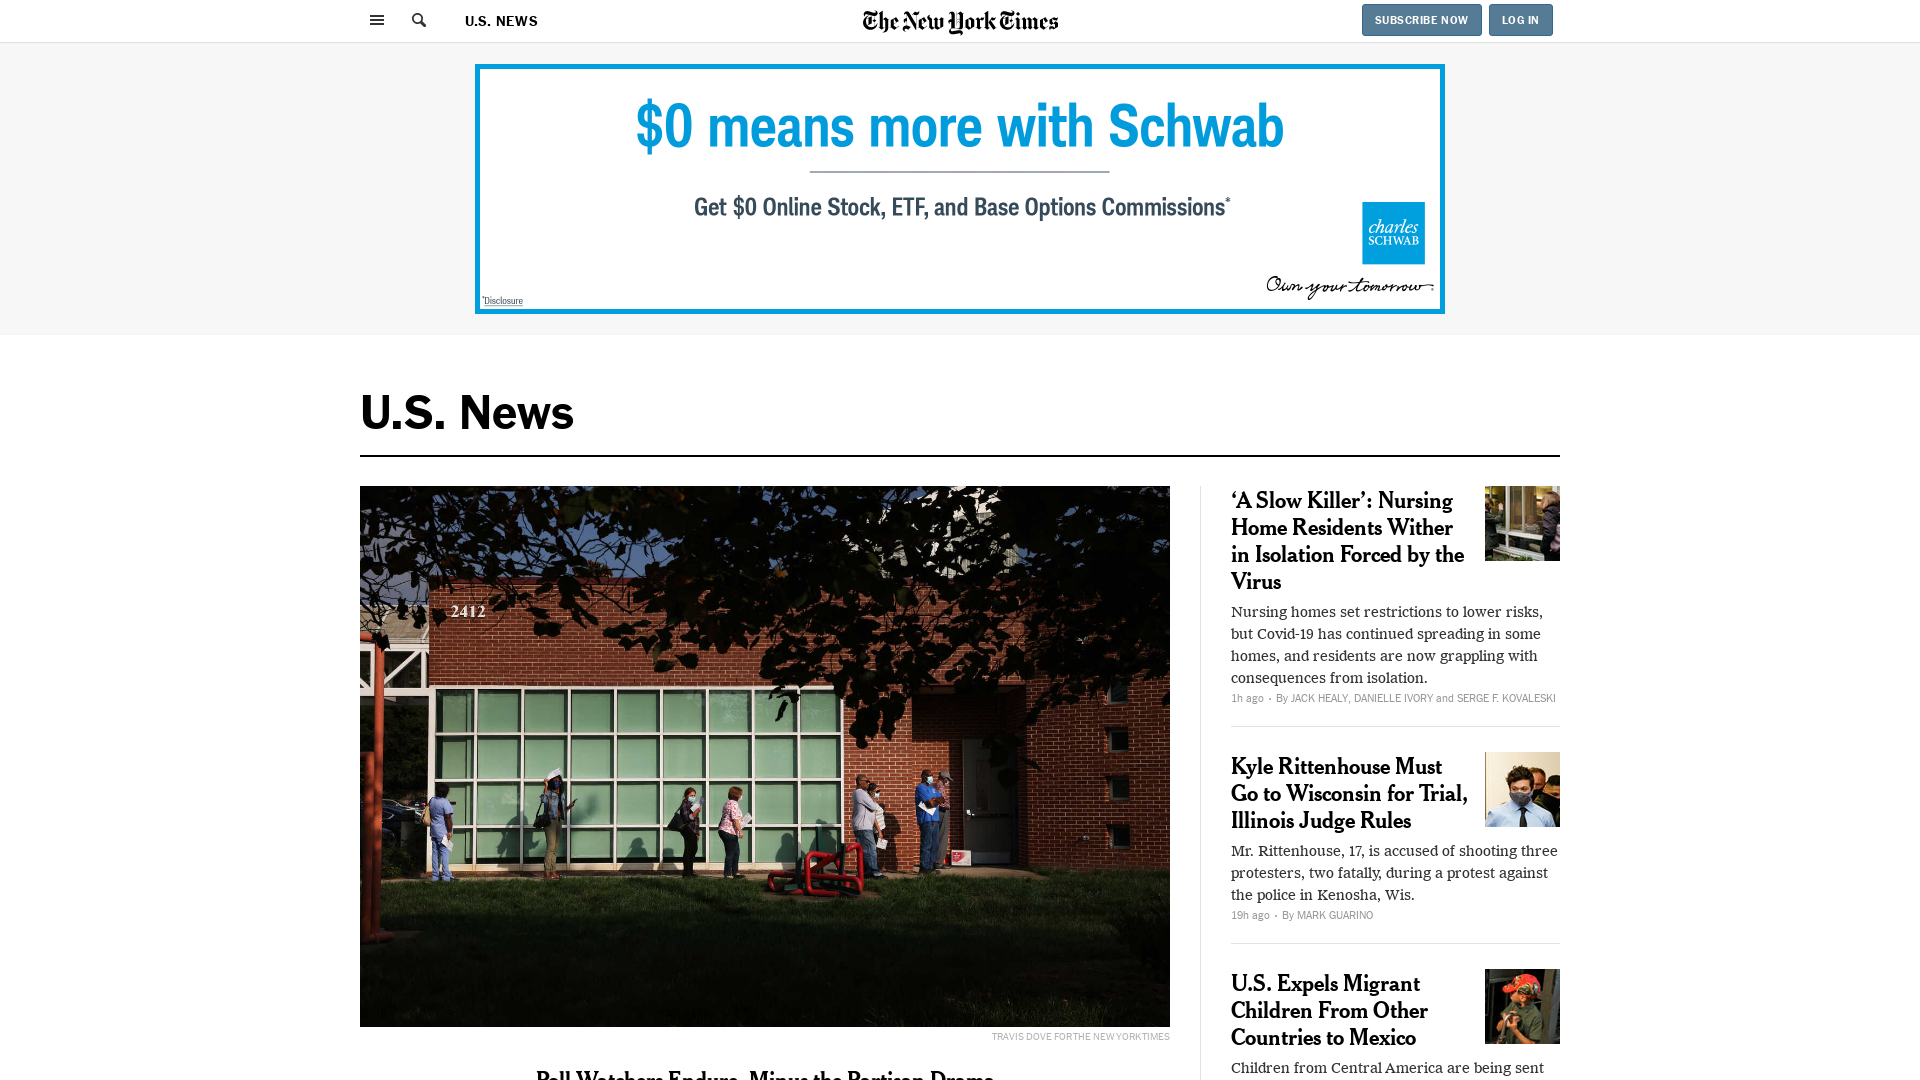 U.S. NEWS
The New York Times
SUBSCRIBE NOW
LOG IN
$0 means more with Schwab
Get $0 Online Stock, ETF, and Base Options Commissions*
charles
SCHWAB
Own your tomorrow.
*Disclosure
U.S. News
2412
TRAVIS DOVE FOR THE NEW YORK TIMES
Poll Watchers Endure, Minus the Partisan Drama
‘A Slow Killer’: Nursing
Home Residents Wither
in Isolation Forced by the
Virus
Nursing homes set restrictions to lower risks,
but Covid-19 has continued spreading in some
homes, and residents are now grappling with
consequences from isolation.
1h ago • By JACK HEALY, DANIELLE IVORY and SERGE F. KOVALESKI
Kyle Rittenhouse Must
Go to Wisconsin for Trial,
Illinois Judge Rules
Mr. Rittenhouse, 17, is accused of shooting three
protesters, two fatally, during a protest against
the police in Kenosha, Wis.
19h ago • By MARK GUARINO
U.S. Expels Migrant
Children From Other
Countries to Mexico
Children from Central America are being sent